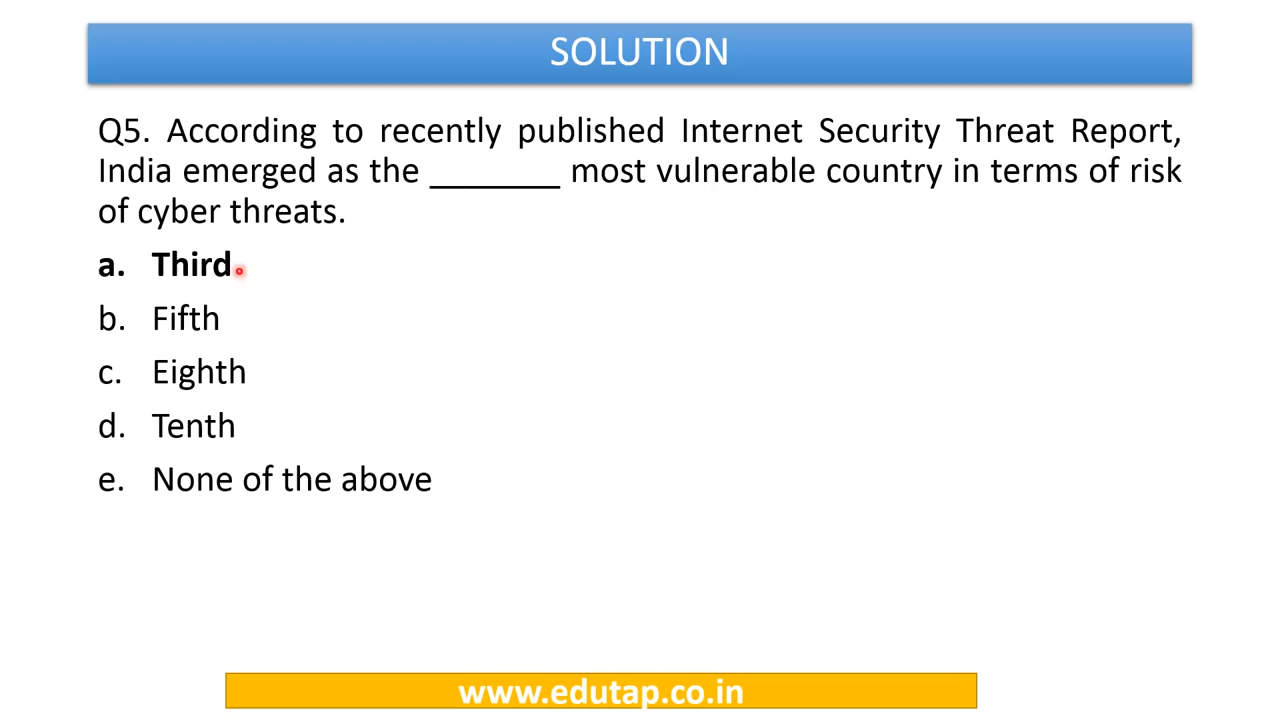 SOLUTION
Q5. According to recently published Internet Security Threat Report,
India emerged as the _______ most vulnerable country in terms of risk
of cyber threats.
a. Third
b. Fifth
c. Eighth
d. Tenth
e. None of the above
www.edutap.co.in